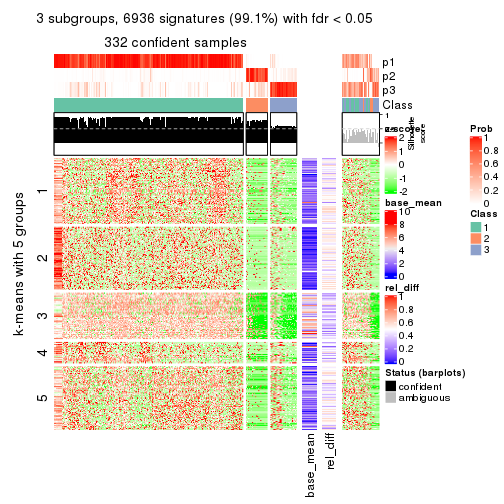 3 subgroups, 6936 signatures (99.1%) with fdr < 0.05
332 confident samples
p1
p2
p3
Class
1
Silhouette
score
k-means with 5 groups
1
2
3
4
5
base_mean
rel_diff
z-score
2
1
0
-1
-2
base_mean
10
8
6
4
2
0
rel_diff
1
0.8
0.6
0.4
0.2
0
Status (barplots)
confident
ambiguous
Prob
1
0.8
0.6
0.4
0.2
0
Class
1
2
3